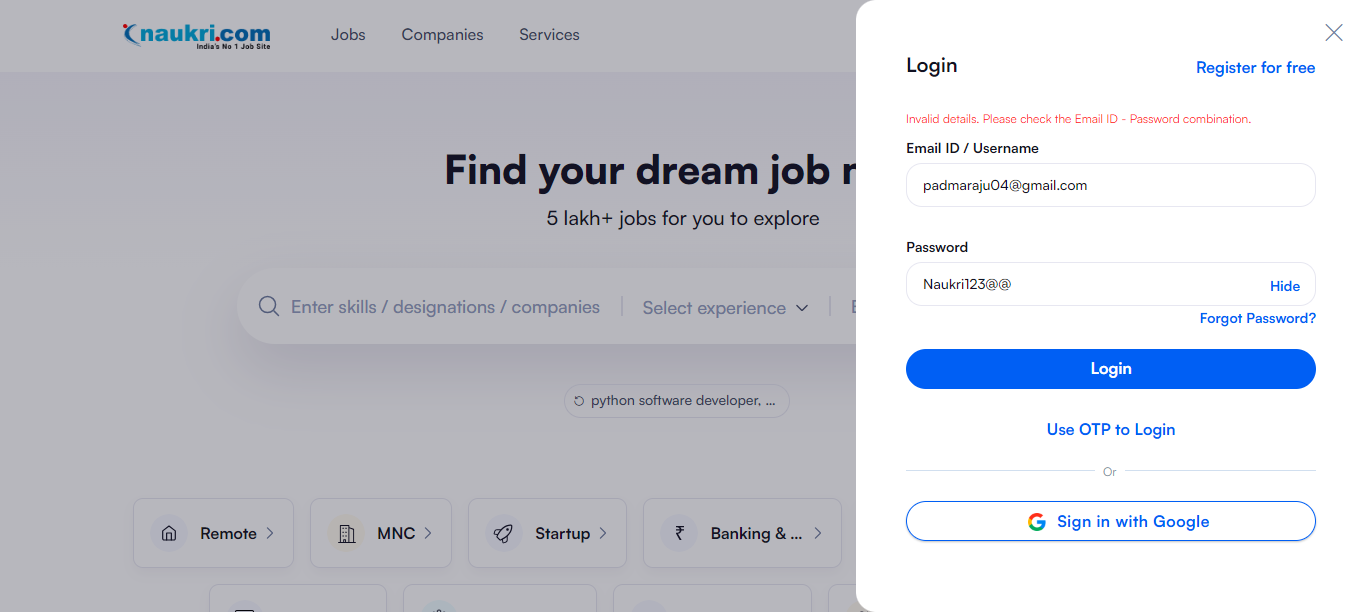 naukri.com
India's No 1 Job Site
Jobs
Companies
Services
Find your dream job
5 lakh+ jobs for you to explore
Enter skills / designations / companies
Select experience
python software developer, ...
Remote
MNC
Startup
Banking & ...
Login
Register for free
Invalid details. Please check the Email ID - Password combination.
Email ID / Username
padmaraju04@gmail.com
Password
Naukri123@@
Hide
Forgot Password?
Login
Use OTP to Login
Or
Sign in with Google